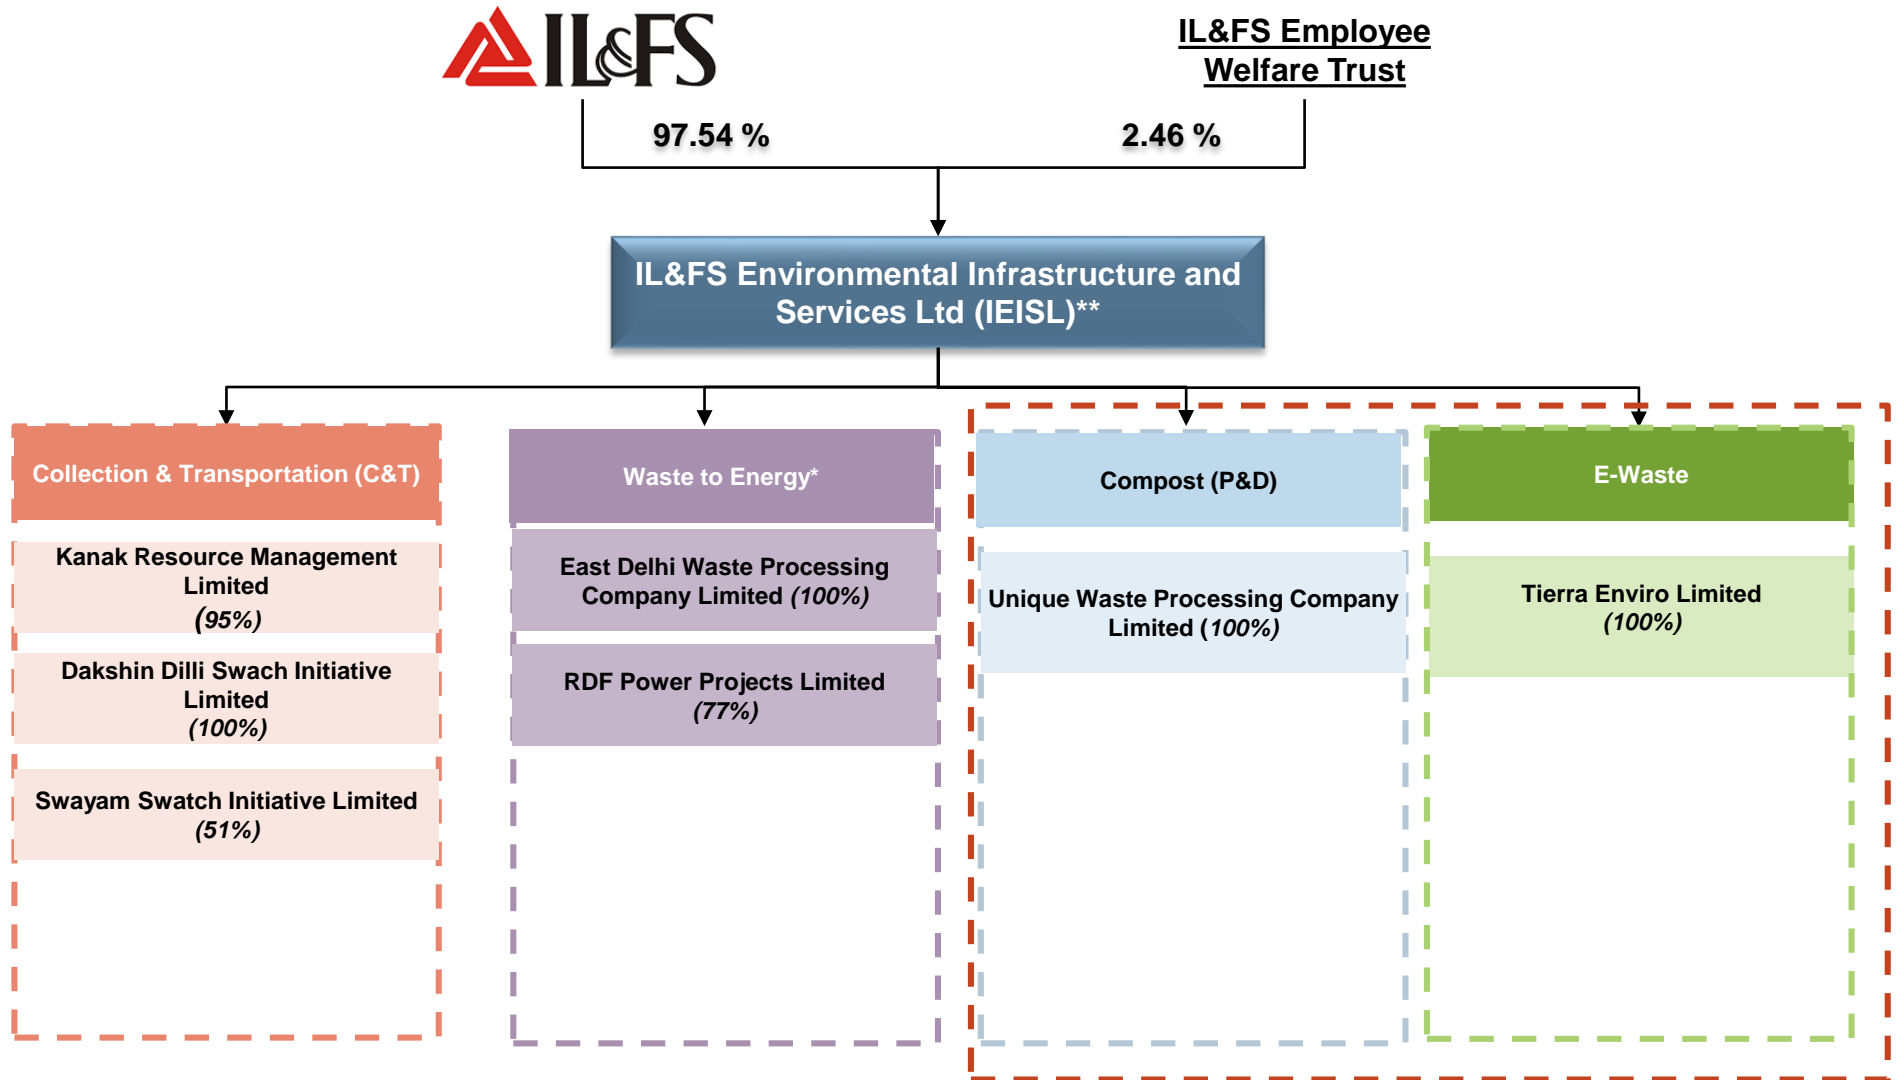 IL&FS
IL&FS Employee
Welfare Trust
97.54 %
2.46 %
IL&FS Environmental Infrastructure and
Services Ltd (IEISL)**
Collection & Transportation (C&T)
Kanak Resource Management
Limited
(95%)
Dakshin Dilli Swach Initiative
Limited
(100%)
Swayam Swatch Initiative Limited
(51%)
Waste to Energy*
East Delhi Waste Processing
Company Limited (100%)
RDF Power Projects Limited
(77%)
Compost (P&D)
Unique Waste Processing Company
Limited (100%)
E-Waste
Tierra Enviro Limited
(100%)